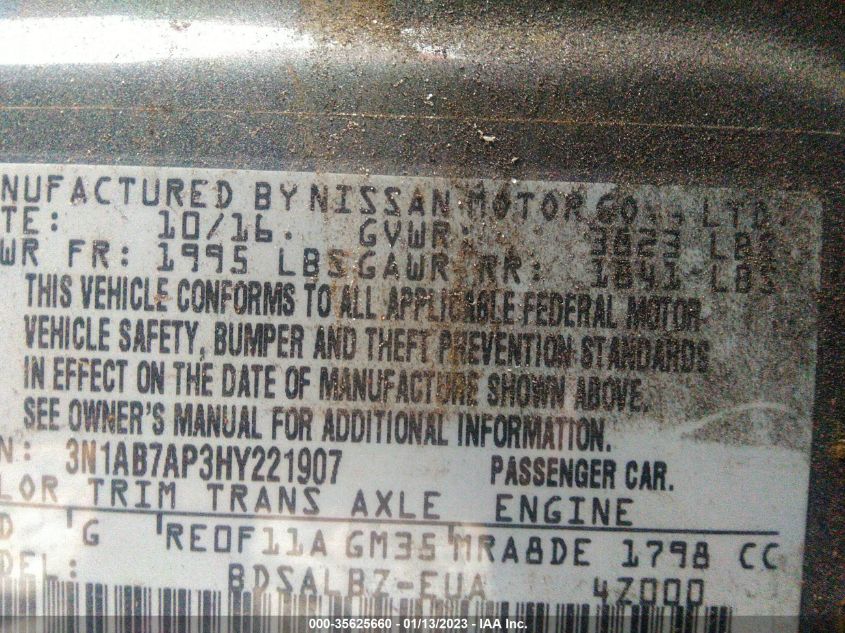 NUFACTURED BY NISSAN MOTOR CO., LTD.
TE: 10/16. GVWR: 3823 LBS
WR FR: 1995 LBS GAWR RR: 1841 LBS
THIS VEHICLE CONFORMS TO ALL APPLICABLE FEDERAL MOTOR
VEHICLE SAFETY, BUMPER AND THEFT PREVENTION STANDARDS
IN EFFECT ON THE DATE OF MANUFACTURE SHOWN ABOVE.
SEE OWNER'S MANUAL FOR ADDITIONAL INFORMATION.
N: 3N1AB7AP3HY221907 PASSENGER CAR.
LOR TRIM TRANS AXLE ENGINE
D G RE0F11A GM35 MRA8DE 1798 CC
DEL: BDSALBZ-EUA 4Z000
000-35625660 - 01/13/2023 - IAA Inc.